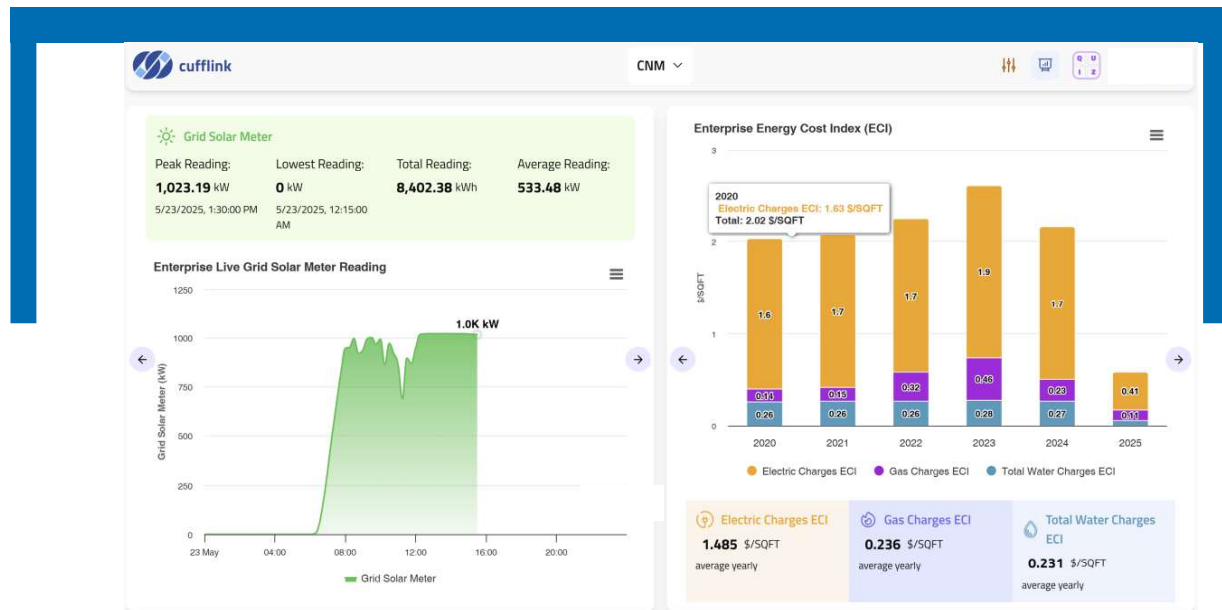 cufflink
CNM
Q U
I Z
Grid Solar Meter
Peak Reading:
1,023.19 kW
5/23/2025, 1:30:00 PM
Lowest Reading:
0 kW
5/23/2025, 12:15:00
AM
Total Reading:
8,402.38 kWh
Average Reading:
533.48 kW
Enterprise Live Grid Solar Meter Reading
Grid Solar Meter (kW)
1250
1000
750
500
250
0
1.0K kW
23 May
04:00
08:00
12:00
16:00
20:00
Grid Solar Meter
Enterprise Energy Cost Index (ECI)
$/SQFT
3
2
1
0
2020
Electric Charges ECI: 1.63 $/SQFT
Total: 2.02 $/SQFT
1.6
0.14
0.26
1.7
0.15
0.26
1.7
0.32
0.26
1.9
0.46
0.28
1.7
0.23
0.27
0.41
0.11
2020
2021
2022
2023
2024
2025
Electric Charges ECI
Gas Charges ECI
Total Water Charges ECI
Electric Charges ECI
1.485 $/SQFT
average yearly
Gas Charges ECI
0.236 $/SQFT
average yearly
Total Water Charges
ECI
0.231 $/SQFT
average yearly